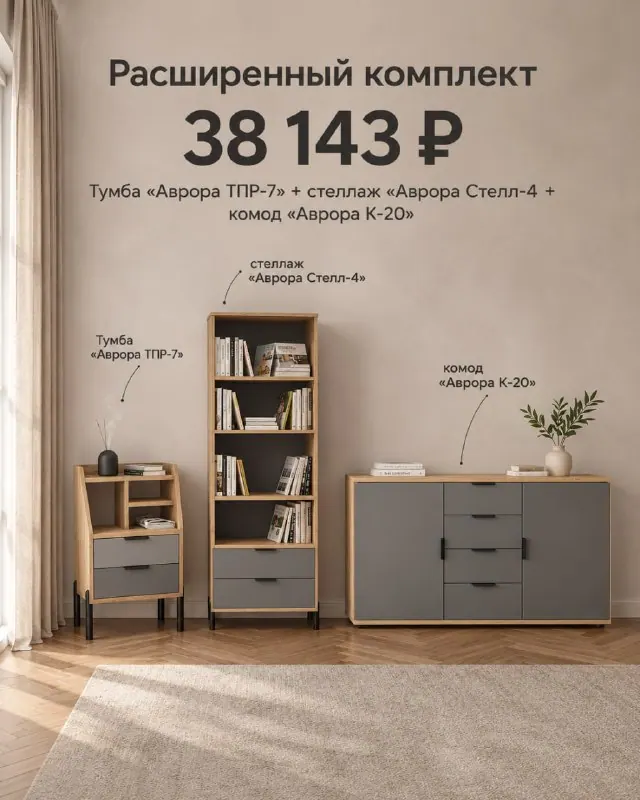 Расширенный комплект
38 143 ₽
Тумба «Аврора ТПР-7» + стеллаж «Аврора Стелл-4 +
комод «Аврора К-20»
стеллаж
«Аврора Стелл-4»
Тумба
«Аврора ТПР-7»
комод
«Аврора К-20»